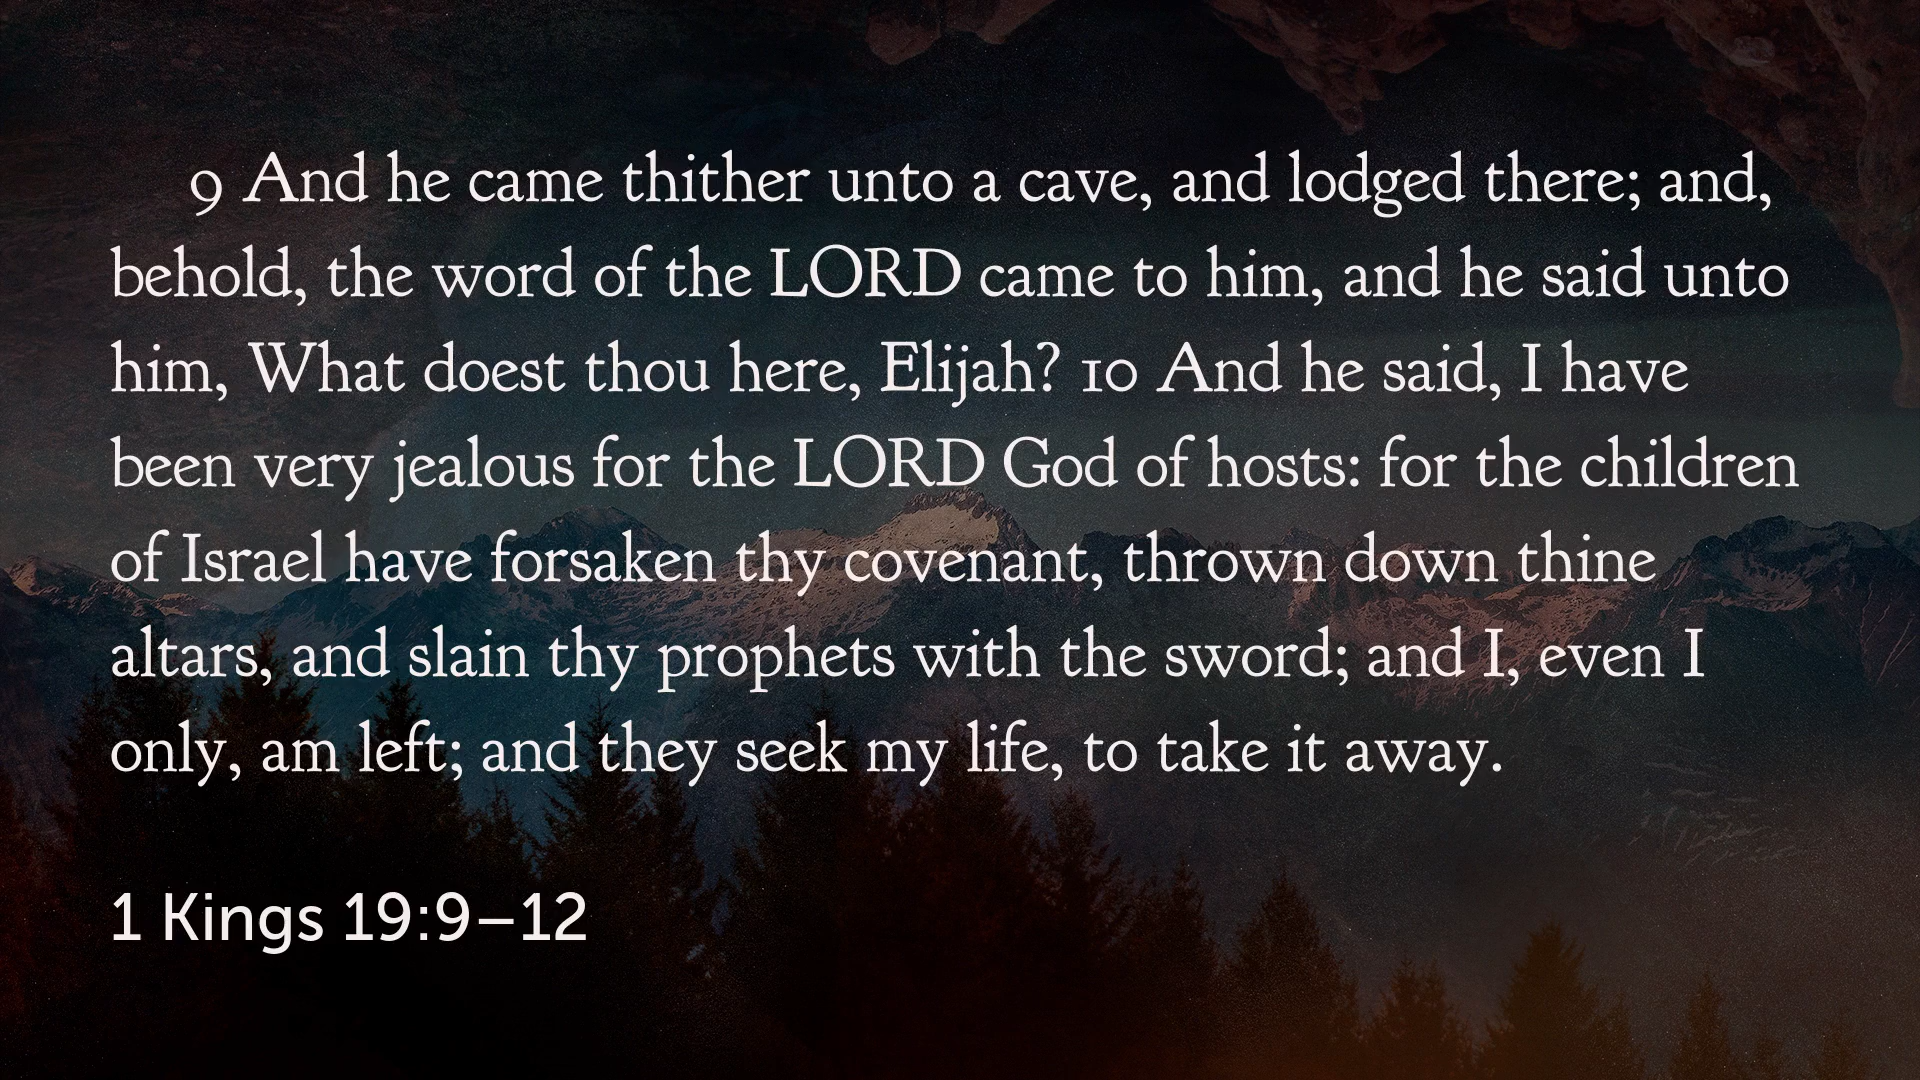 9 And he came thither unto a cave, and lodged there; and,
behold, the word of the LORD came to him, and he said unto
him, What doest thou here, Elijah? 10 And he said, I have
been very jealous for the LORD God of hosts: for the children
of Israel have forsaken thy covenant, thrown down thine
altars, and slain thy prophets with the sword; and I, even I
only, am left; and they seek my life, to take it away.
1 Kings 19:9–12